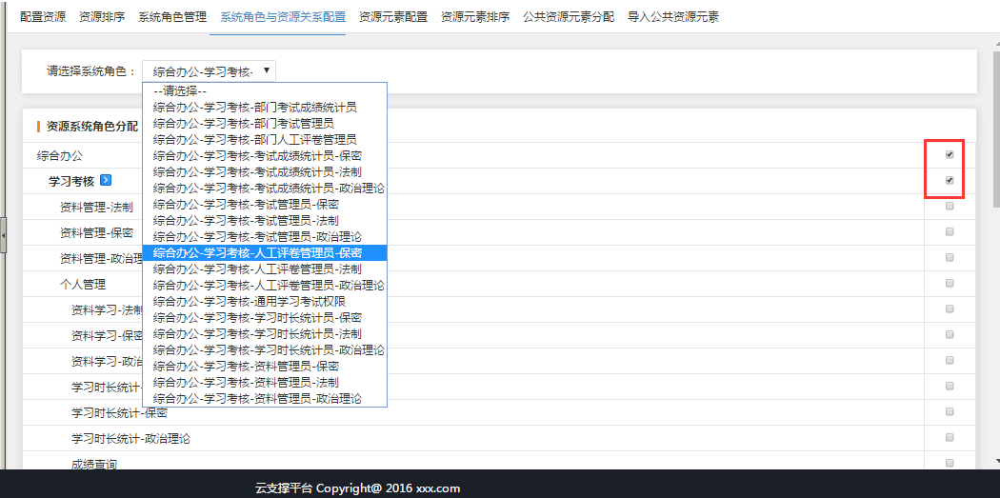 配置资源 资源排序 系统角色管理 系统角色与资源关系配置 资源元素配置 资源元素排序 公共资源元素分配 导入公共资源元素
请选择系统角色： 综合办公-学习考核-
--请选择--
综合办公-学习考核-部门考试成绩统计员
综合办公-学习考核-部门考试管理员
综合办公-学习考核-部门人工评卷管理员
综合办公-学习考核-考试成绩统计员-保密
综合办公-学习考核-考试成绩统计员-法制
综合办公-学习考核-考试成绩统计员-政治理论
综合办公-学习考核-考试管理员-保密
综合办公-学习考核-考试管理员-法制
综合办公-学习考核-考试管理员-政治理论
综合办公-学习考核-人工评卷管理员-保密
综合办公-学习考核-人工评卷管理员-法制
综合办公-学习考核-人工评卷管理员-政治理论
综合办公-学习考核-通用学习考试权限
综合办公-学习考核-学习时长统计员-保密
综合办公-学习考核-学习时长统计员-法制
综合办公-学习考核-学习时长统计员-政治理论
综合办公-学习考核-资料管理员-保密
综合办公-学习考核-资料管理员-法制
综合办公-学习考核-资料管理员-政治理论
资源系统角色分配
综合办公
学习考核
资料管理-法制
资料管理-保密
资料管理-政治理
个人管理
资料学习-法制
资料学习-保密
资料学习-政治
学习时长统计-
学习时长统计-保密
学习时长统计-政治理论
成绩查询
云支撑平台 Copyright@ 2016 xxx.com